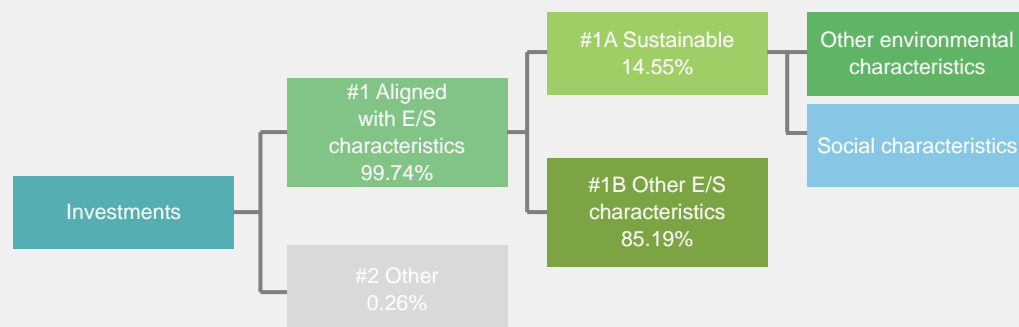 Investments
#1 Aligned
with E/S
characteristics
99.74%
#2 Other
0.26%
#1A Sustainable
14.55%
#1B Other E/S
characteristics
85.19%
Other environmental
characteristics
Social characteristics